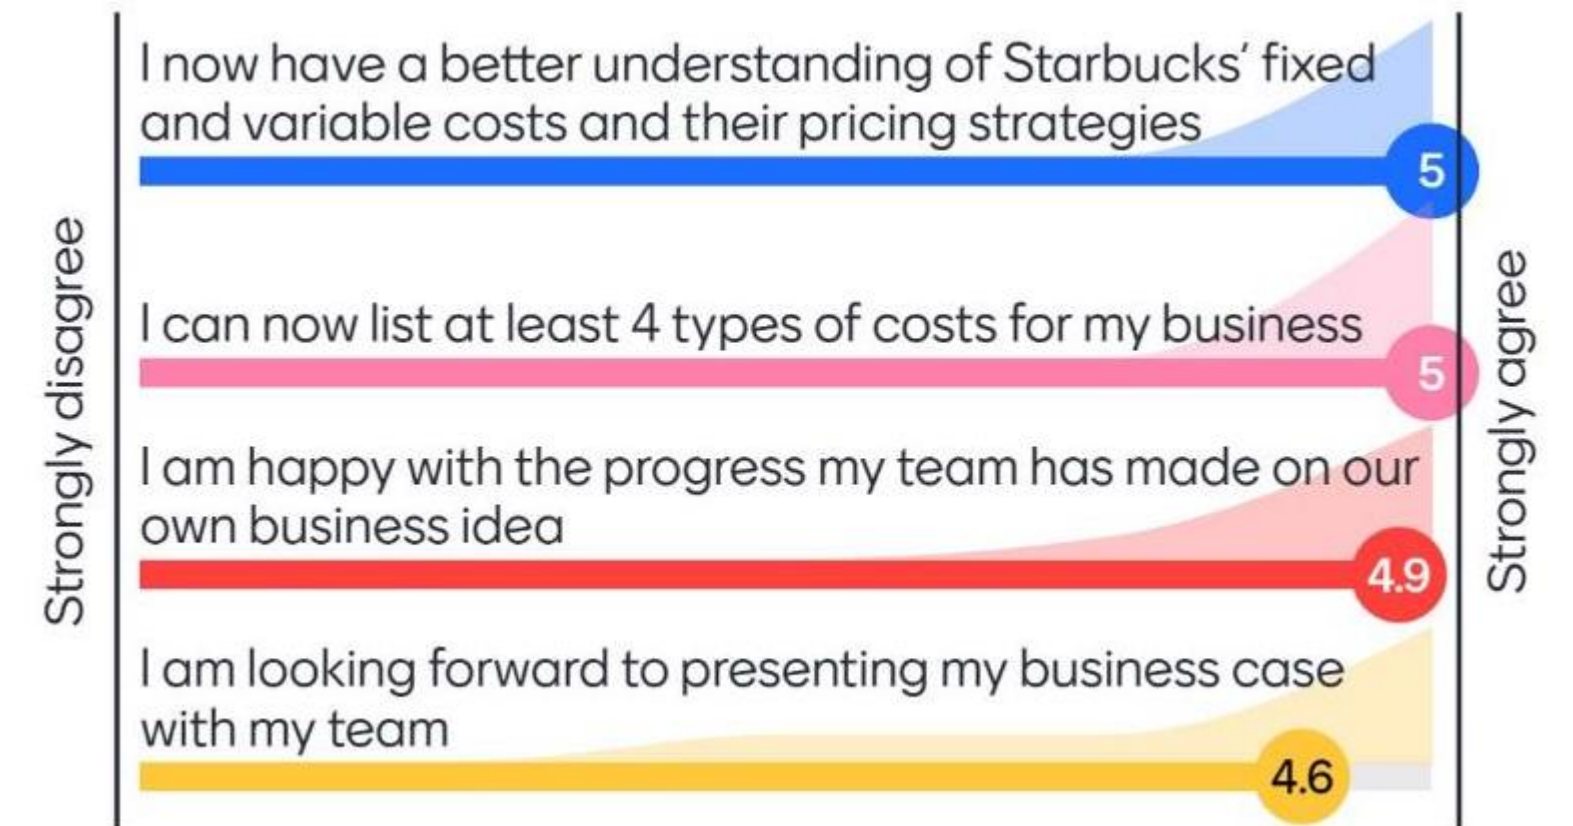 I now have a better understanding of Starbucks’ fixed
and variable costs and their pricing strategies
5
I can now list at least 4 types of costs for my business
5
I am happy with the progress my team has made on our
own business idea
4.9
I am looking forward to presenting my business case
with my team
4.6
Strongly disagree
Strongly agree